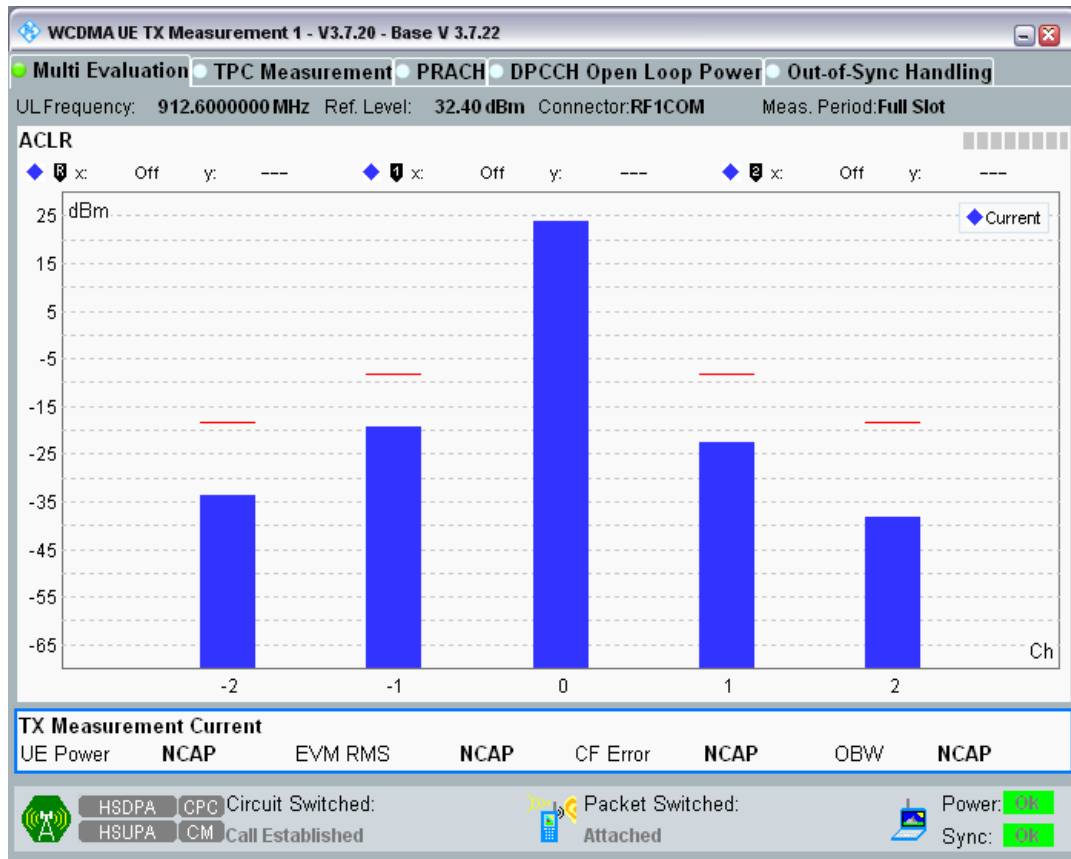 WCDMA UE TX Measurement 1 - V3.7.20 - Base V 3.7.22
Multi Evaluation TPC Measurement PRACH DPCCH Open Loop Power Out-of-Sync Handling
UL Frequency: 912.6000000 MHz Ref. Level: 32.40 dBm Connector:RF1COM Meas. Period:Full Slot
ACLR
R x: Off y: --- 1 x: Off y: --- 2 x: Off y: ---
dBm
Current
25
15
5
-5
-15
-25
-35
-45
-55
-65
Ch
-2 -1 0 1 2
TX Measurement Current
UE Power NCAP EVM RMS NCAP CF Error NCAP OBW NCAP
HSDPA CPC Circuit Switched: Packet Switched: Power: Ok
HSUPA CM Call Established Attached Sync: Ok